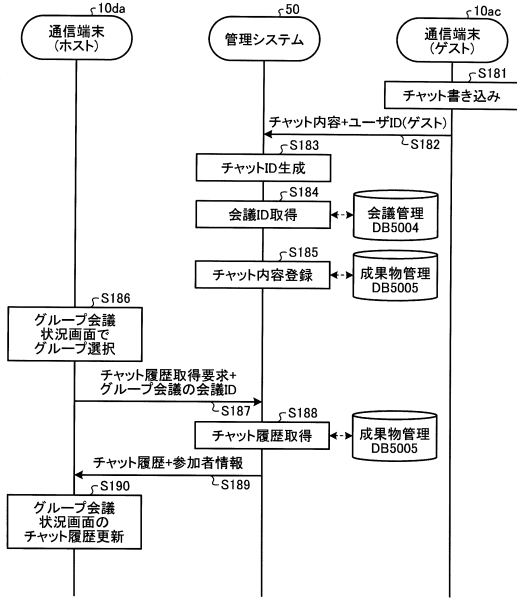 10da
50
10ac
通信端末
(ホスト)
管理システム
通信端末
(ゲスト)
S181
チャット書き込み
チャット内容+ユーザID(ゲスト)
S182
S183
チャットID生成
S184
会議ID取得
会議管理
DB5004
S185
チャット内容登録
成果物管理
DB5005
S186
グループ会議
状況画面で
グループ選択
チャット履歴取得要求+
グループ会議の会議ID
S187
S188
チャット履歴取得
成果物管理
DB5005
チャット履歴+参加者情報
S189
S190
グループ会議
状況画面の
チャット履歴更新